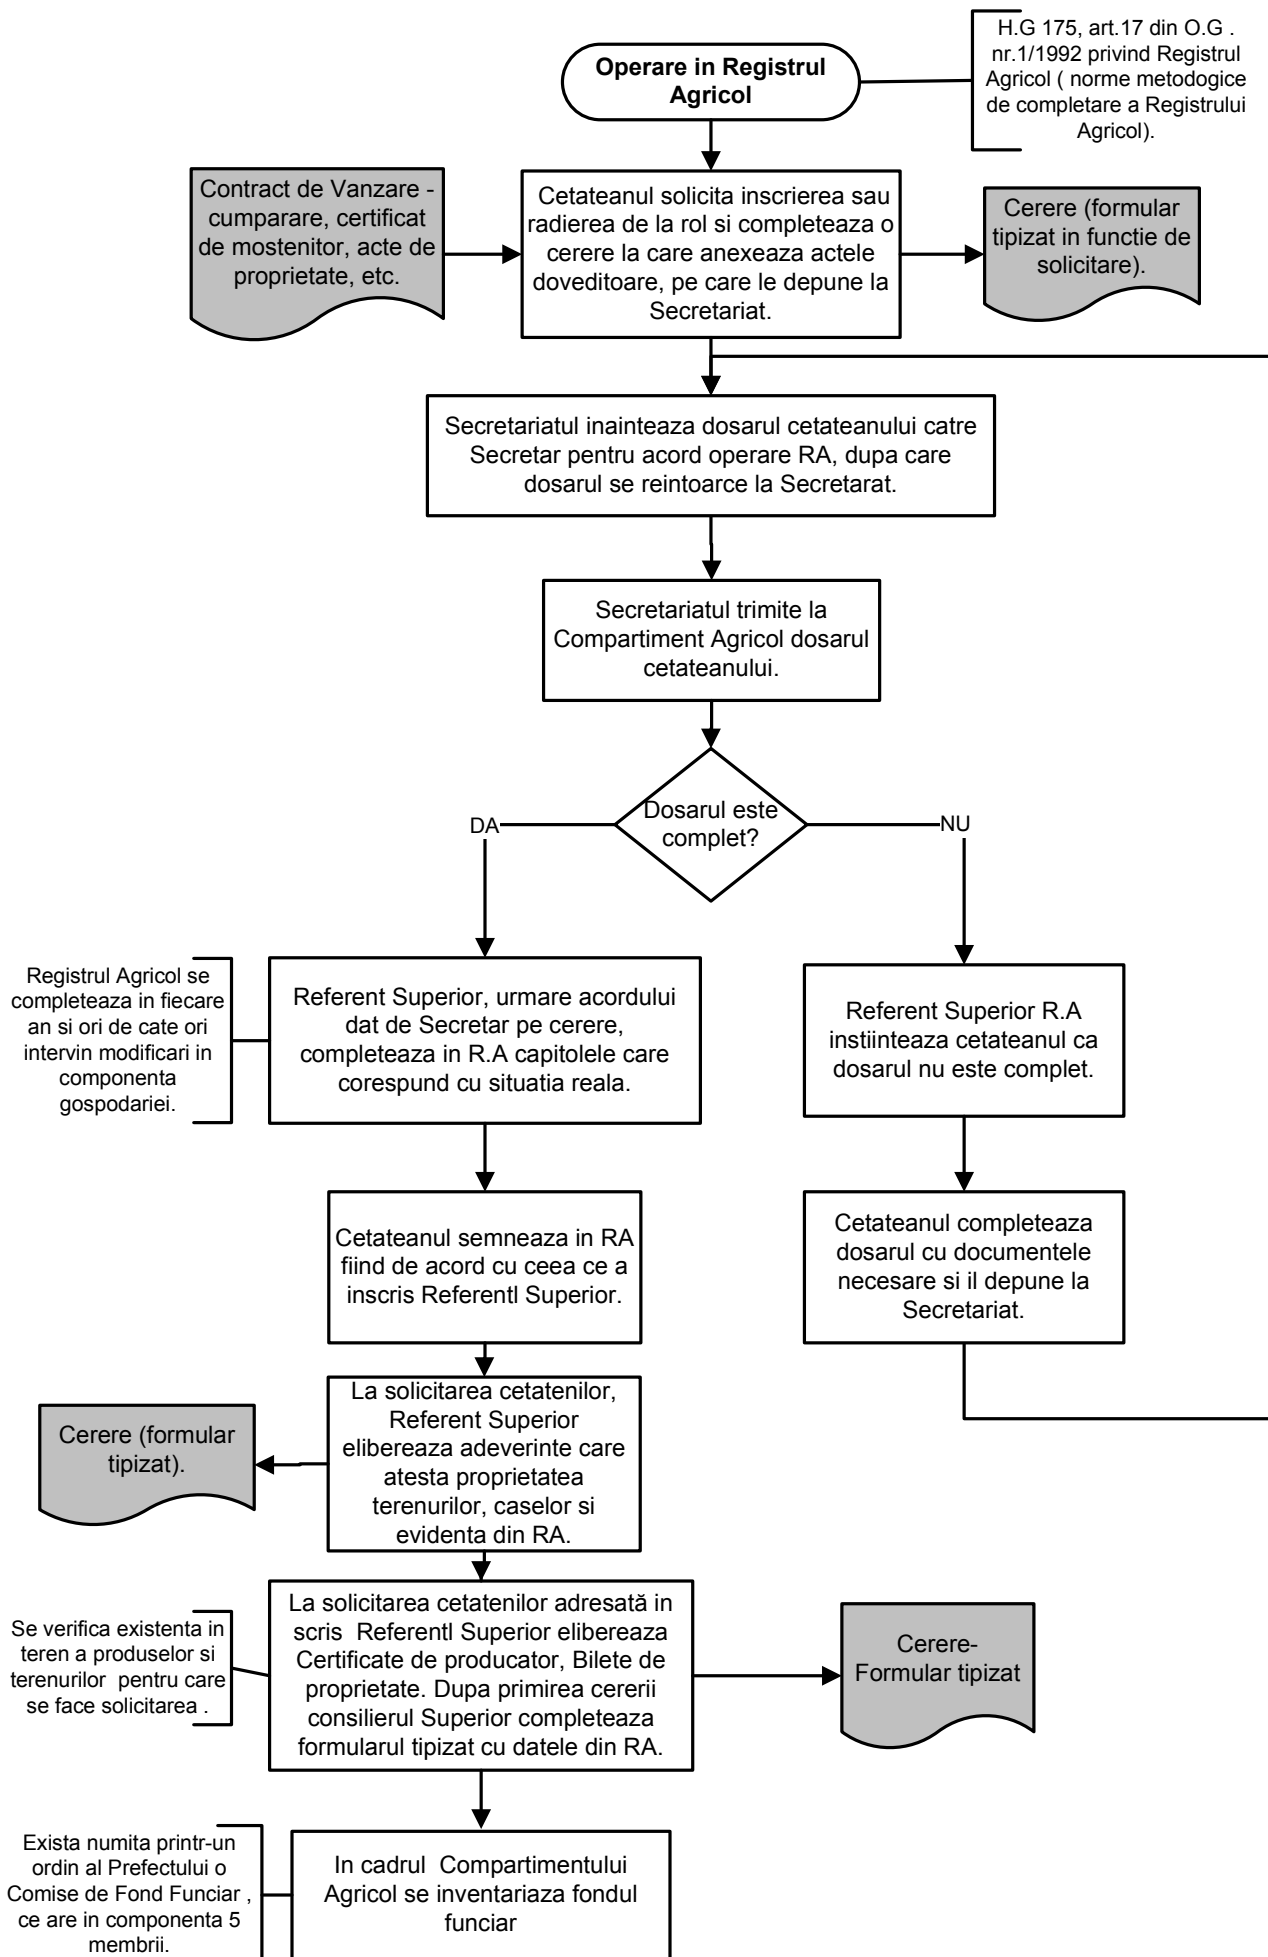 Operare in Registrul
Agricol
H.G 175, art.17 din O.G .
nr.1/1992 privind Registrul
Agricol ( norme metodogice
de completare a Registrului
Agricol).
Contract de Vanzare -
cumparare, certificat
de mostenitor, acte de
proprietate, etc.
Cetateanul solicita inscrierea sau
radierea de la rol si completeaza o
cerere la care anexeaza actele
doveditoare, pe care le depune la
Secretariat.
Cerere (formular
tipizat in functie de
solicitare).
Secretariatul inainteaza dosarul cetateanului catre
Secretar pentru acord operare RA, dupa care
dosarul se reintoarce la Secretarat.
Secretariatul trimite la
Compartiment Agricol dosarul
cetateanului.
Dosarul este
complet?
DA
NU
Registrul Agricol se
completeaza in fiecare
an si ori de cate ori
intervin modificari in
componenta
gospodariei.
Referent Superior, urmare acordului
dat de Secretar pe cerere,
completeaza in R.A capitolele care
corespund cu situatia reala.
Referent Superior R.A
instiinteaza cetateanul ca
dosarul nu este complet.
Cetateanul semneaza in RA
fiind de acord cu ceea ce a
inscris Referentl Superior.
Cetateanul completeaza
dosarul cu documentele
necesare si il depune la
Secretariat.
La solicitarea cetatenilor,
Referent Superior
elibereaza adeverinte care
atesta proprietatea
terenurilor, caselor si
evidenta din RA.
Cerere (formular
tipizat).
La solicitarea cetatenilor adresată in
scris  Referentl Superior elibereaza
Certificate de producator, Bilete de
proprietate. Dupa primirea cererii
consilierul Superior completeaza
formularul tipizat cu datele din RA.
Se verifica existenta in
teren a produselor si
terenurilor  pentru care
se face solicitarea .
Cerere-
Formular tipizat
Exista numita printr-un
ordin al Prefectului o
Comise de Fond Funciar ,
ce are in componenta 5
membrii.
In cadrul  Compartimentului
Agricol se inventariaza fondul
funciar